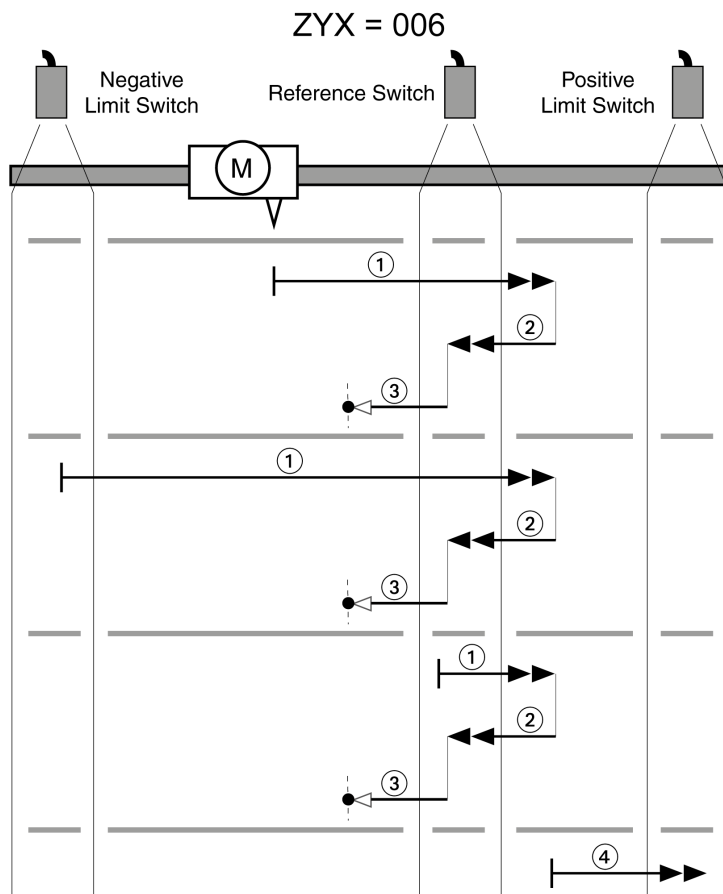 ZYX = 006
Negative
Limit Switch
Reference Switch
Positive
Limit Switch
M
1
2
3
1
2
3
1
2
3
4